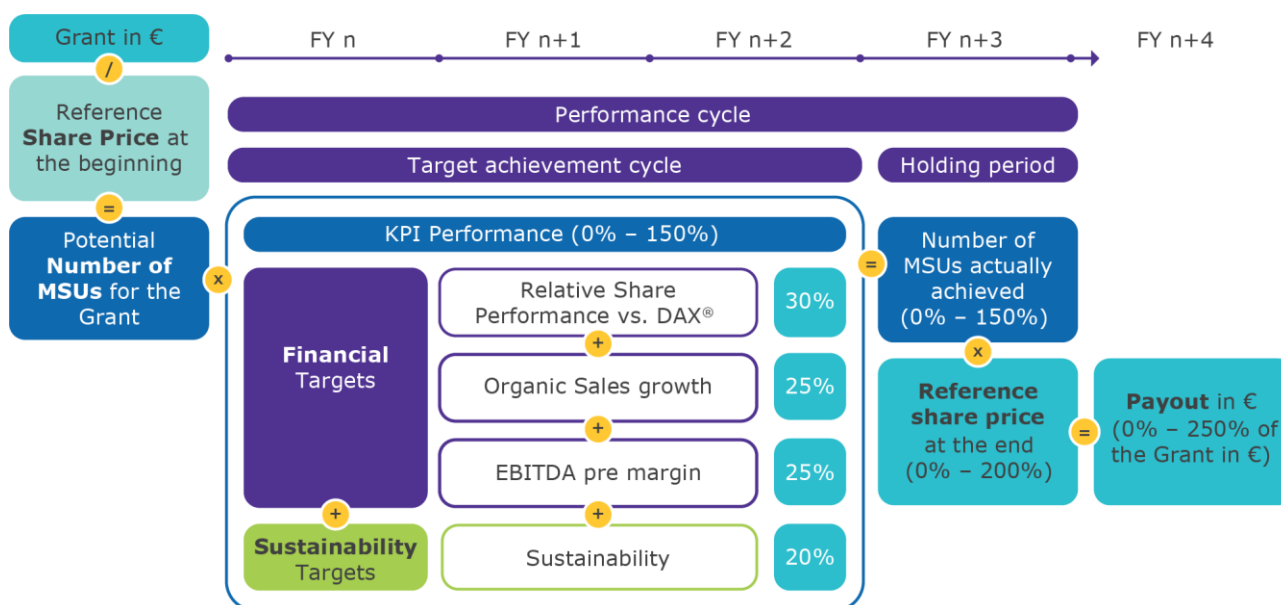 Grant in €
/
Reference
Share Price at
the beginning
=
Potential
Number of
MSUs for the
Grant
x
FY n
FY n+1
FY n+2
FY n+3
FY n+4
Performance cycle
Target achievement cycle
Holding period
KPI Performance (0% – 150%)
Financial
Targets
+
Sustainability
Targets
Relative Share
Performance vs. DAX®
30%
+
Organic Sales growth
25%
+
EBITDA pre margin
25%
+
Sustainability
20%
=
Number of
MSUs actually
achieved
(0% – 150%)
x
Reference
share price
at the end
(0% – 200%)
=
Payout in €
(0% – 250% of
the Grant in €)